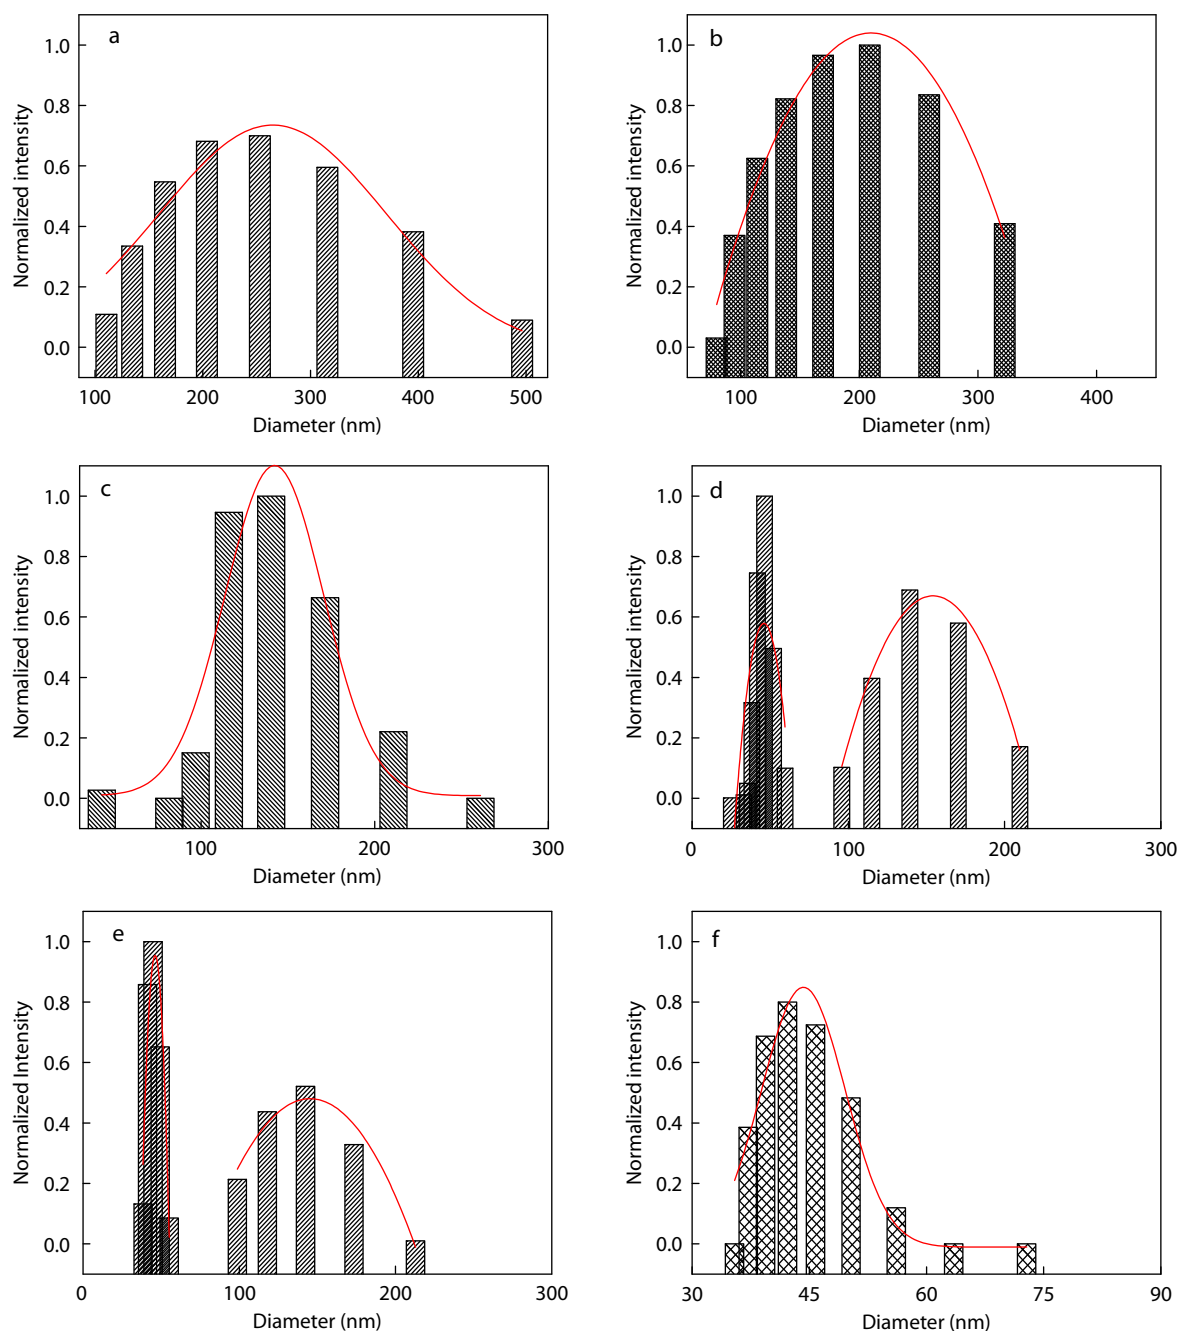 a
1.0
0.8
0.6
0.4
0.2
0.0
Normalized intensity
100 200 300 400 500
Diameter (nm)
b
1.0
0.8
0.6
0.4
0.2
0.0
Normalized intensity
100 200 300 400
Diameter (nm)
c
1.0
0.8
0.6
0.4
0.2
0.0
Normalized intensity
100 200 300
Diameter (nm)
d
1.0
0.8
0.6
0.4
0.2
0.0
Normalized intensity
0 100 200 300
Diameter (nm)
e
1.0
0.8
0.6
0.4
0.2
0.0
Normalized Intensity
0 100 200 300
Diameter (nm)
f
1.0
0.8
0.6
0.4
0.2
0.0
Normalized Intensity
30 45 60 75 90
Diameter (nm)